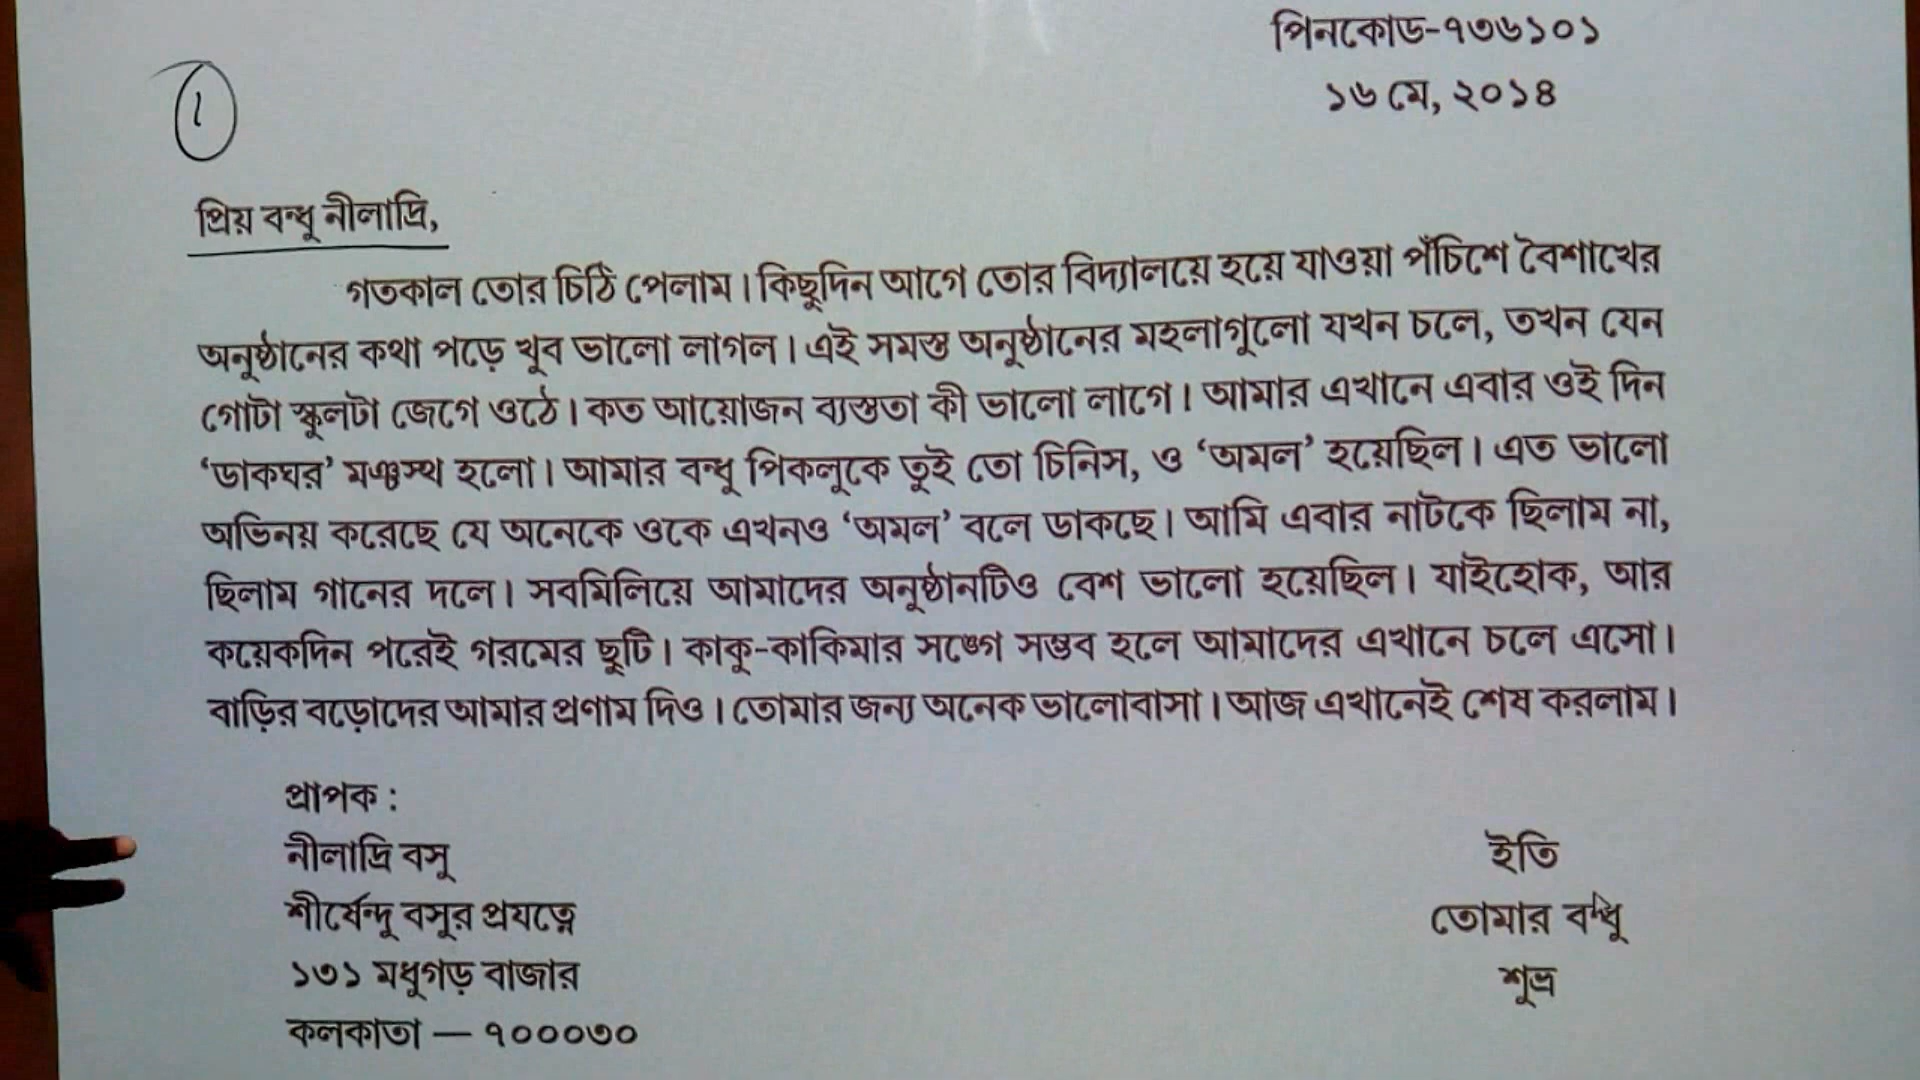 পিনকোড-৭৩৬১০১
১৬ মে, ২০১৪
১
প্রিয় বন্ধু নীলাদ্রি,
গতকাল তোর চিঠি পেলাম। কিছুদিন আগে তোর বিদ্যালয়ে হয়ে যাওয়া পঁচিশে বৈশাখের
অনুষ্ঠানের কথা পড়ে খুব ভালো লাগল। এই সমস্ত অনুষ্ঠানের মহলাগুলো যখন চলে, তখন যেন
গোটা স্কুলটা জেগে ওঠে। কত আয়োজন ব্যস্ততা কী ভালো লাগে। আমার এখানে এবার ওই দিন
‘ডাকঘর’ মঞ্চস্থ হলো। আমার বন্ধু পিকলুকে তুই তো চিনিস, ও ‘অমল’ হয়েছিল। এত ভালো
অভিনয় করেছে যে অনেকে ওকে এখনও ‘অমল’ বলে ডাকছে। আমি এবার নাটকে ছিলাম না,
ছিলাম গানের দলে। সবমিলিয়ে আমাদের অনুষ্ঠানটিও বেশ ভালো হয়েছিল। যাইহোক, আর
কয়েকদিন পরেই গরমের ছুটি। কাকু-কাকিমার সঙ্গে সম্ভব হলে আমাদের এখানে চলে এসো।
বাড়ির বড়োদের আমার প্রণাম দিও। তোমার জন্য অনেক ভালোবাসা। আজ এখানেই শেষ করলাম।
প্রাপক :
নীলাদ্রি বসু
শীর্ষেন্দু বসুর প্রযত্নে
১৩১ মধুগড় বাজার
কলকাতা — ৭০০০৩০
ইতি
তোমার বন্ধু
শুভ্র